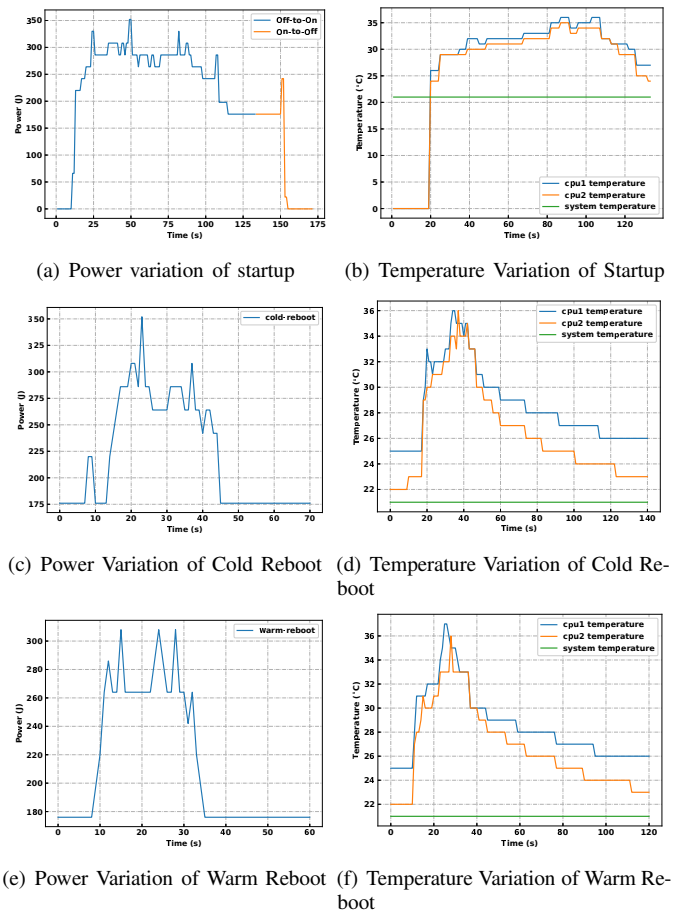 Off-to-On
On-to-Off
350
300
250
200
150
100
50
0
Power (J)
0
25
50
75
100
125
150
175
Time (s)
(a) Power variation of startup
35
30
25
20
15
10
5
0
Temperature (°C)
cpu1 temperature
cpu2 temperature
system temperature
0
20
40
60
80
100
120
Time (s)
(b) Temperature Variation of Startup
cold-reboot
350
325
300
275
250
225
200
175
Power (J)
0
10
20
30
40
50
60
70
Time (s)
(c) Power Variation of Cold Reboot
cpu1 temperature
cpu2 temperature
system temperature
36
34
32
30
28
26
24
22
Temperature (°C)
0
20
40
60
80
100
120
140
Time (s)
(d) Temperature Variation of Cold Re-
boot
Warm-reboot
300
280
260
240
220
200
180
Power (J)
0
10
20
30
40
50
60
Time (s)
(e) Power Variation of Warm Reboot
cpu1 temperature
cpu2 temperature
system temperature
36
34
32
30
28
26
24
22
Temperature (°C)
0
20
40
60
80
100
120
Time (s)
(f) Temperature Variation of Warm Re-
boot